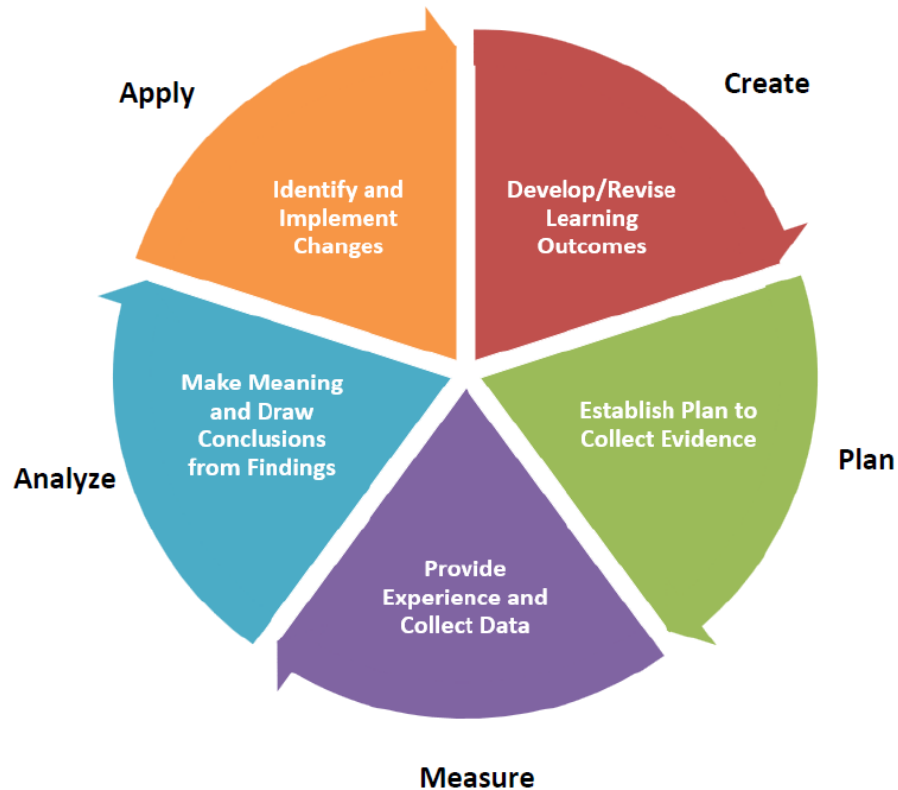 Create
Develop/Revise
Learning
Outcomes
Plan
Establish Plan to
Collect Evidence
Measure
Provide
Experience and
Collect Data
Analyze
Make Meaning
and Draw
Conclusions
from Findings
Apply
Identify and
Implement
Changes